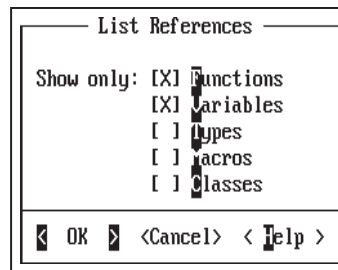 List References
Show only: [X] Functions
[X] Variables
[ ] Types
[ ] Macros
[ ] Classes
< OK > <Cancel> < Help >